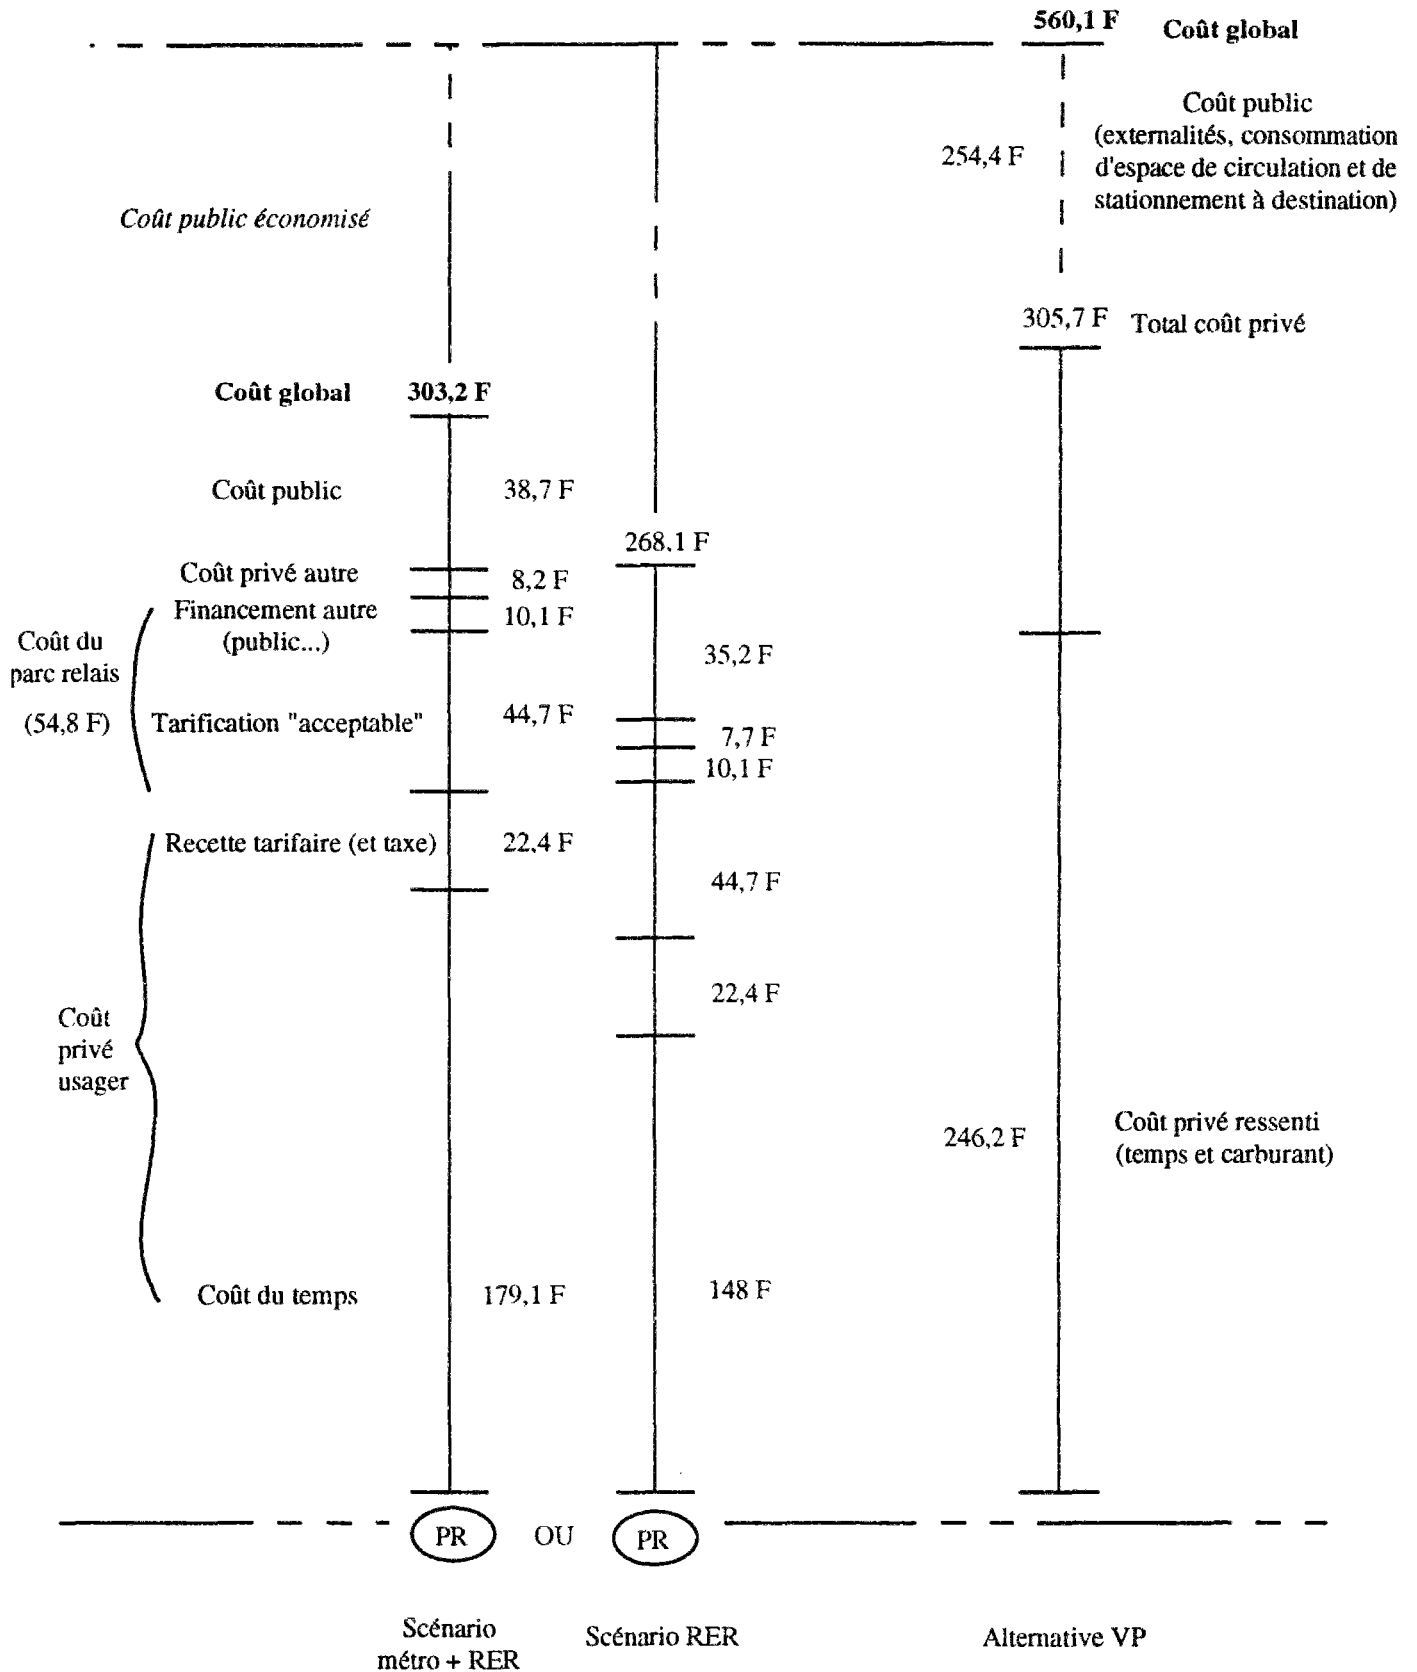 560,1 F
Coût global
Coût public
(externalités, consommation
d'espace de circulation et de
stationnement à destination)
254,4 F
Coût public économisé
305,7 F
Total coût privé
Coût global
303,2 F
Coût public
38,7 F
268.1 F
Coût privé autre
8,2 F
Financement autre
(public...)
10,1 F
Coût du
parc relais
(54,8 F)
35,2 F
Tarification "acceptable"
44,7 F
7,7 F
10,1 F
Recette tarifaire (et taxe)
22,4 F
44,7 F
22,4 F
Coût
privé
usager
246,2 F
Coût privé ressenti
(temps et carburant)
Coût du temps
179,1 F
148 F
PR
OU
PR
Scénario
métro + RER
Scénario RER
Alternative VP